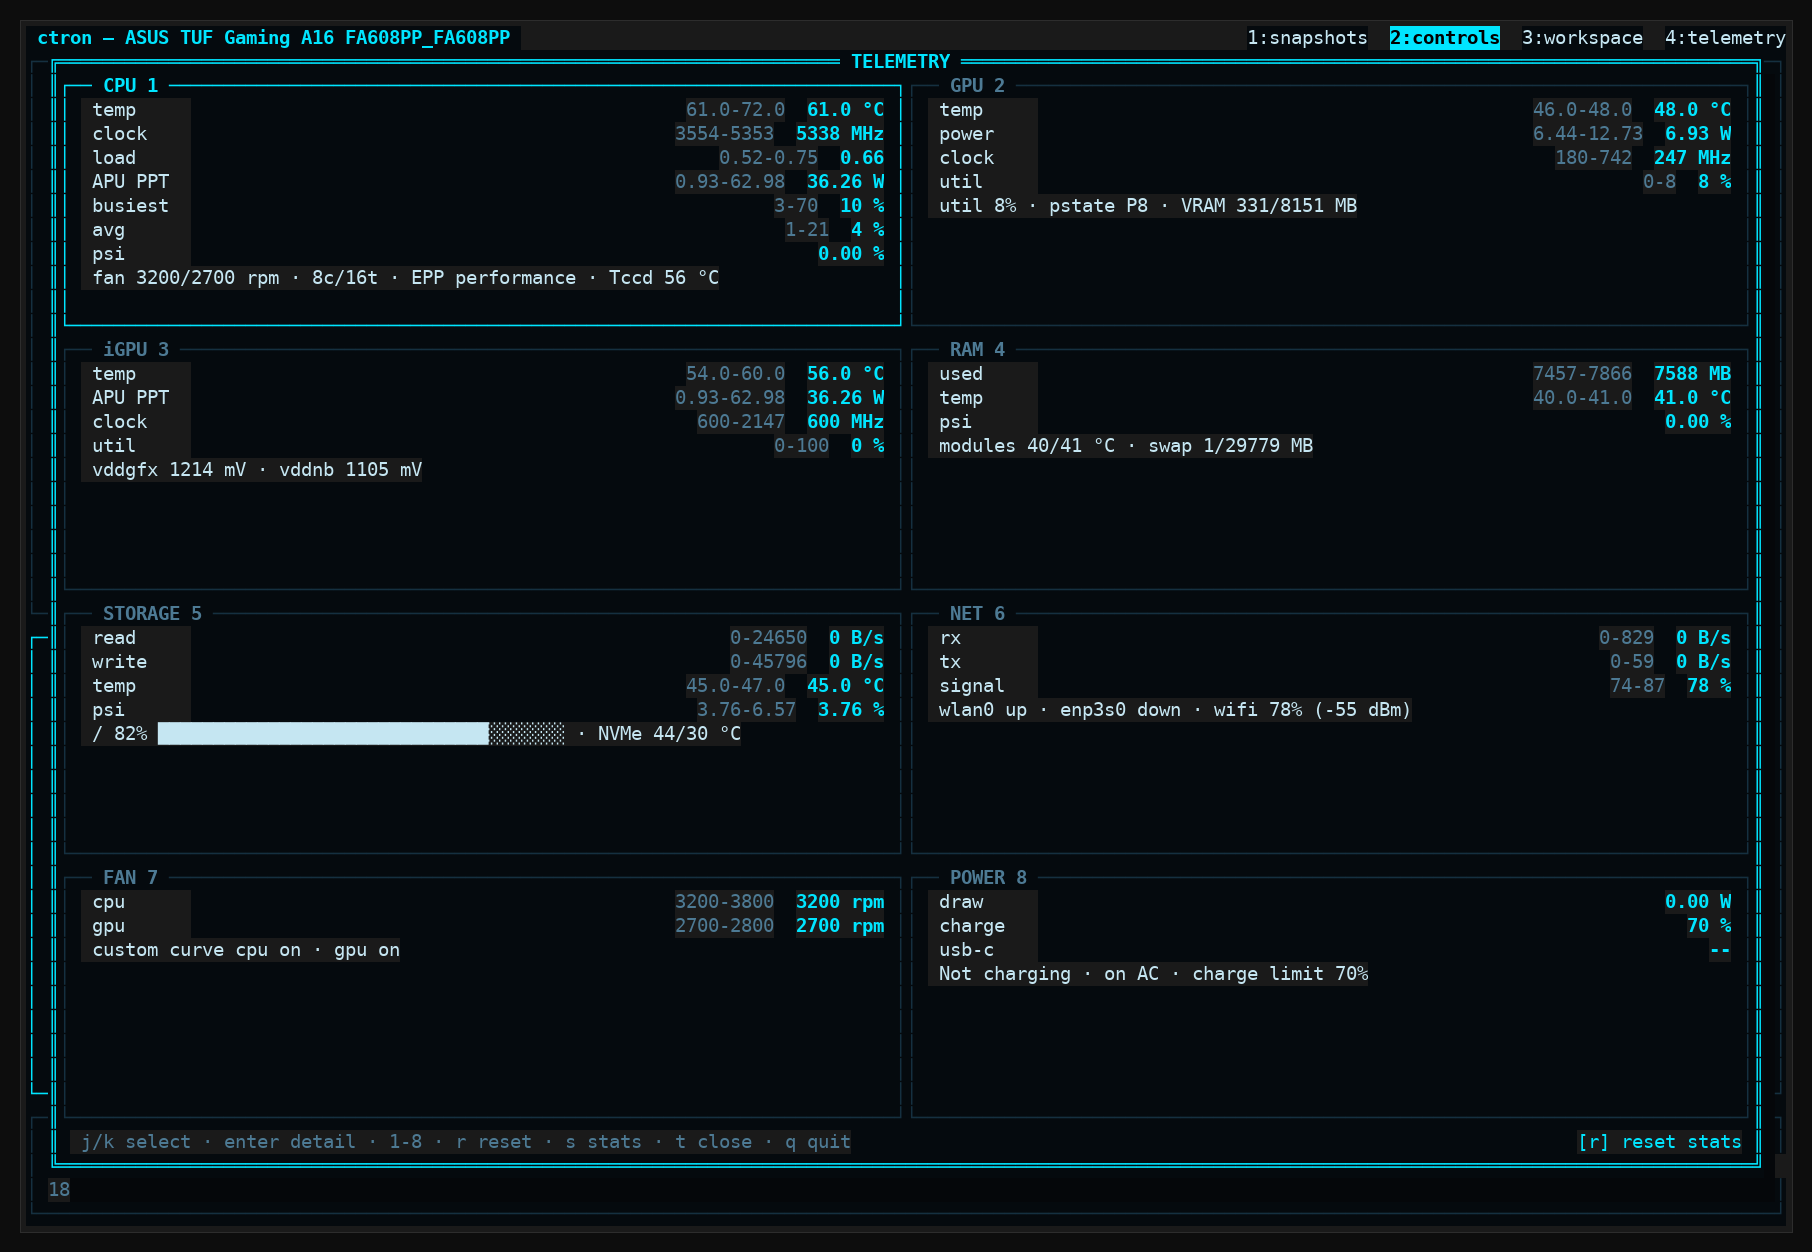 ctron — ASUS TUF Gaming A16 FA608PP_FA608PP 1:snapshots 2:controls 3:workspace 4:telemetry
TELEMETRY
CPU 1
temp 61.0-72.0 61.0 °C
clock 3554-5353 5338 MHz
load 0.52-0.75 0.66
APU PPT 0.93-62.98 36.26 W
busiest 3-70 10 %
avg 1-21 4 %
psi 0.00 %
fan 3200/2700 rpm · 8c/16t · EPP performance · Tccd 56 °C
GPU 2
temp 46.0-48.0 48.0 °C
power 6.44-12.73 6.93 W
clock 180-742 247 MHz
util 0-8 8 %
util 8% · pstate P8 · VRAM 331/8151 MB
iGPU 3
temp 54.0-60.0 56.0 °C
APU PPT 0.93-62.98 36.26 W
clock 600-2147 600 MHz
util 0-100 0 %
vddgfx 1214 mV · vddnb 1105 mV
RAM 4
used 7457-7866 7588 MB
temp 40.0-41.0 41.0 °C
psi 0.00 %
modules 40/41 °C · swap 1/29779 MB
STORAGE 5
read 0-24650 0 B/s
write 0-45796 0 B/s
temp 45.0-47.0 45.0 °C
psi 3.76-6.57 3.76 %
/ 82% · NVMe 44/30 °C
NET 6
rx 0-829 0 B/s
tx 0-59 0 B/s
signal 74-87 78 %
wlan0 up · enp3s0 down · wifi 78% (-55 dBm)
FAN 7
cpu 3200-3800 3200 rpm
gpu 2700-2800 2700 rpm
custom curve cpu on · gpu on
POWER 8
draw 0.00 W
charge 70 %
usb-c --
Not charging · on AC · charge limit 70%
j/k select · enter detail · 1-8 · r reset · s stats · t close · q quit [r] reset stats
18